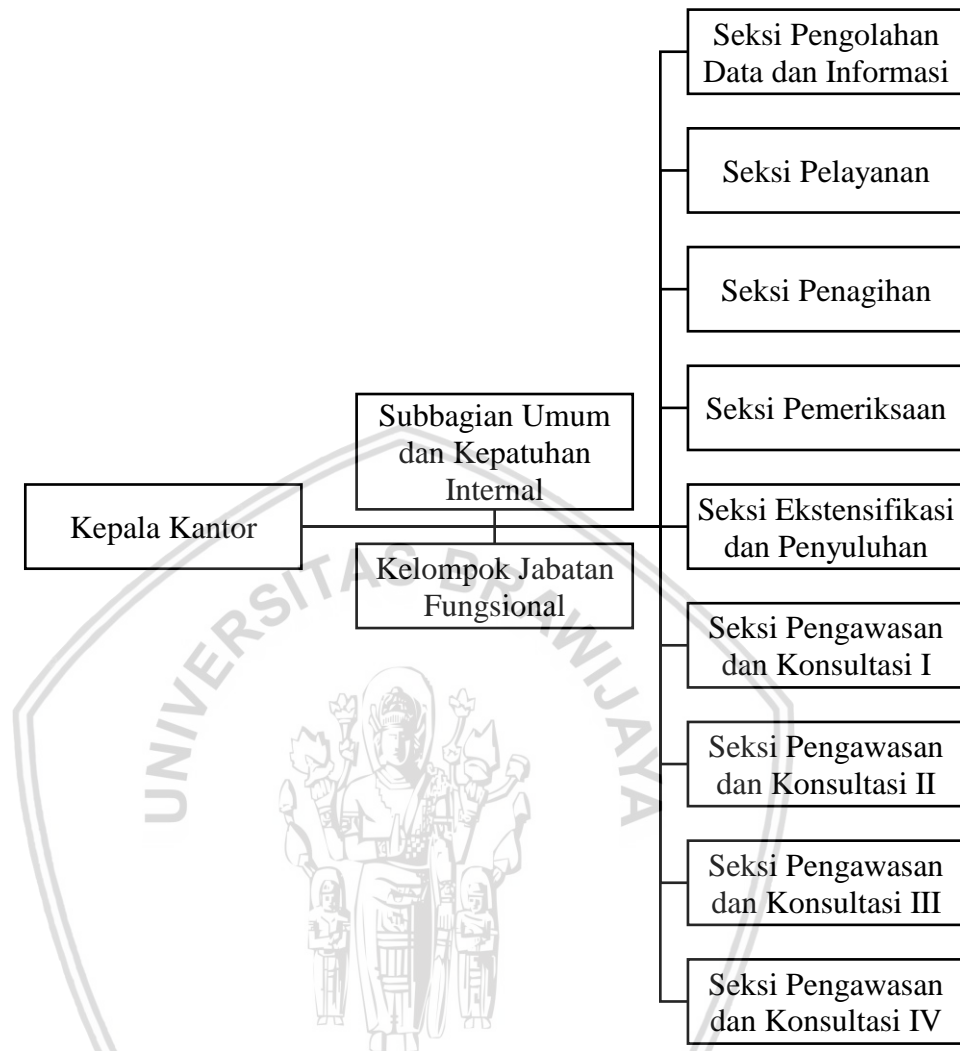 Seksi Pengolahan
Data dan Informasi
Seksi Pelayanan
Seksi Penagihan
Seksi Pemeriksaan
Subbagian Umum
dan Kepatuhan
Internal
Kepala Kantor
Seksi Ekstensifikasi
dan Penyuluhan
Kelompok Jabatan
Fungsional
Seksi Pengawasan
dan Konsultasi I
Seksi Pengawasan
dan Konsultasi II
Seksi Pengawasan
dan Konsultasi III
Seksi Pengawasan
dan Konsultasi IV
UNIVERSITAS BRAWIJAYA